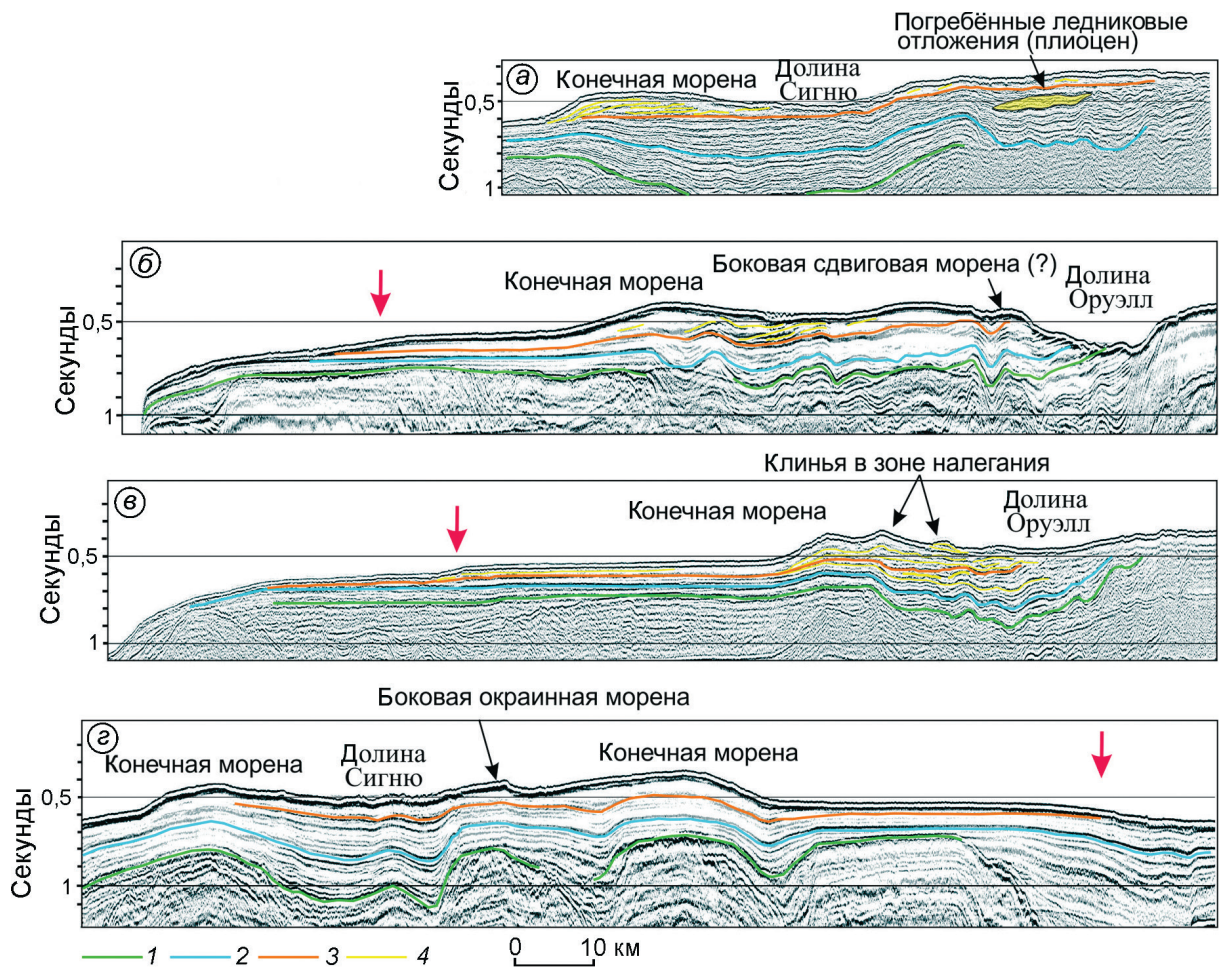 Погребённые ледниковые
отложения (плиоцен)
а
Конечная морена
Долина
Сигню
0,5
1
Секунды
б
Конечная морена
Боковая сдвиговая морена (?)
Долина
Оруэлл
0,5
1
Секунды
Клинья в зоне налегания
в
Конечная морена
Долина
Оруэлл
0,5
1
Секунды
Боковая окраинная морена
г
Конечная морена
Долина
Сигню
Конечная морена
0,5
1
Секунды
1 2 3 4
0 10 км